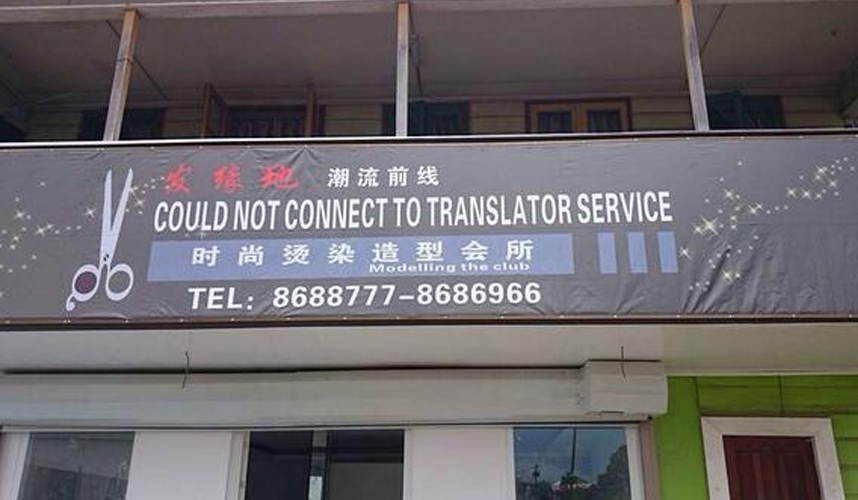 发缘地 潮流前线
COULD NOT CONNECT TO TRANSLATOR SERVICE
时尚烫染造型会所
Modelling the club
TEL: 8688777-8686966